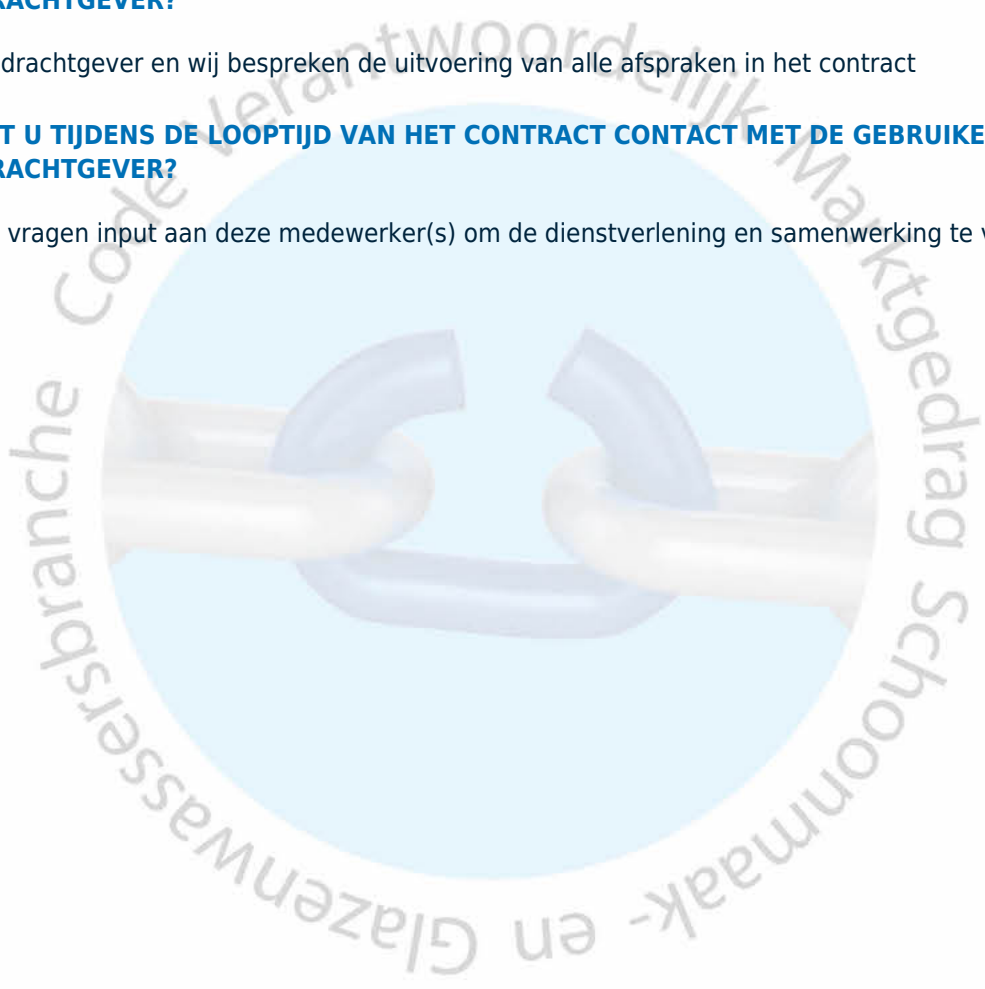 RACHTGEVER?
drachtgever en wij bespreken de uitvoering van alle afspraken in het contract
T U TIJDENS DE LOOPTIJD VAN HET CONTRACT CONTACT MET DE GEBRUIKE
RACHTGEVER?
vragen input aan deze medewerker(s) om de dienstverlening en samenwerking te v
Code Verantwoordelijk Marktgedrag Schoonmaak- en Glazenwassersbranche